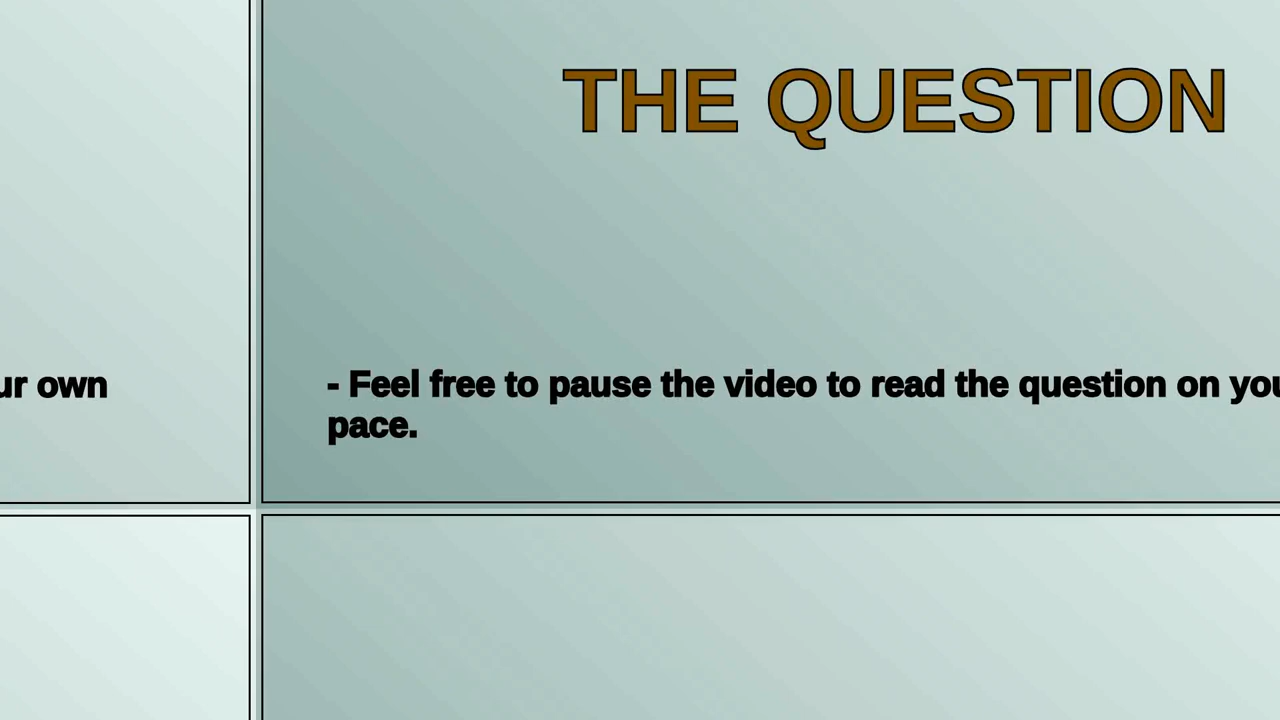 THE QUESTION
ur own
- Feel free to pause the video to read the question on you
pace.